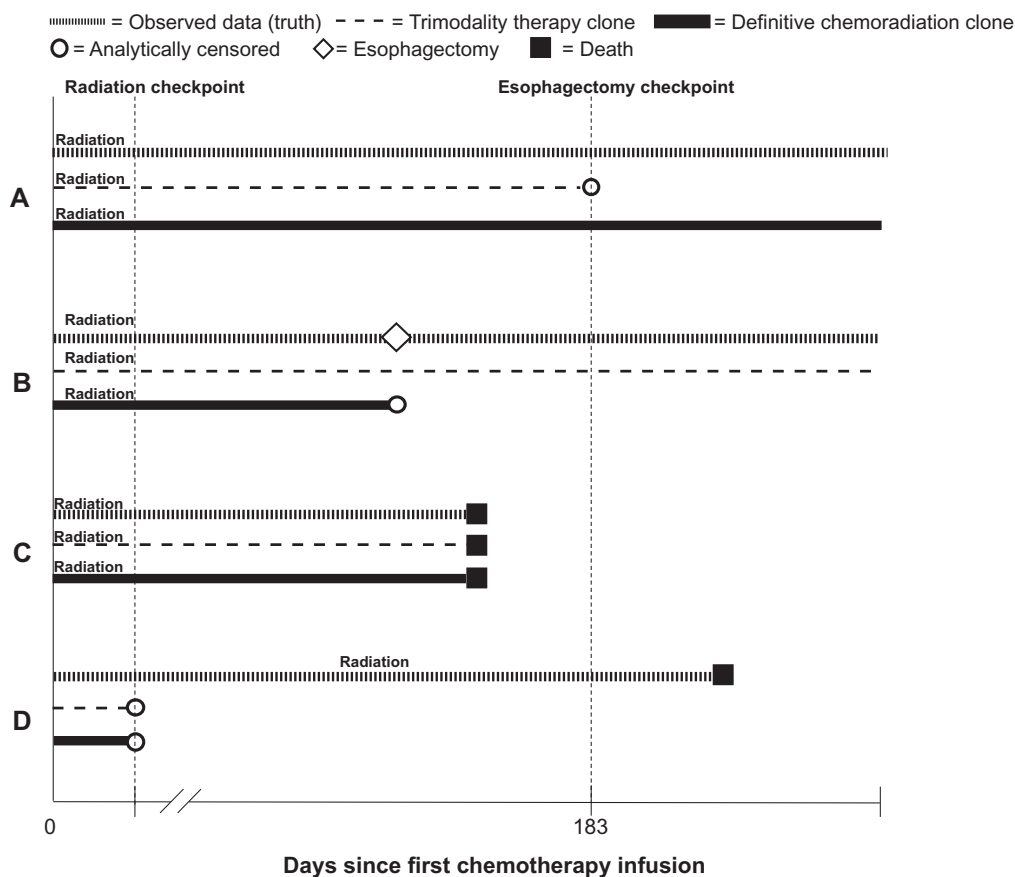 = Observed data (truth) = Trimodality therapy clone = Definitive chemoradiation clone
= Analytically censored = Esophagectomy = Death
Radiation checkpoint Esophagectomy checkpoint
Radiation
Radiation
A
Radiation
Radiation
Radiation
B
Radiation
Radiation
Radiation
C
Radiation
Radiation
D
0 183
Days since first chemotherapy infusion